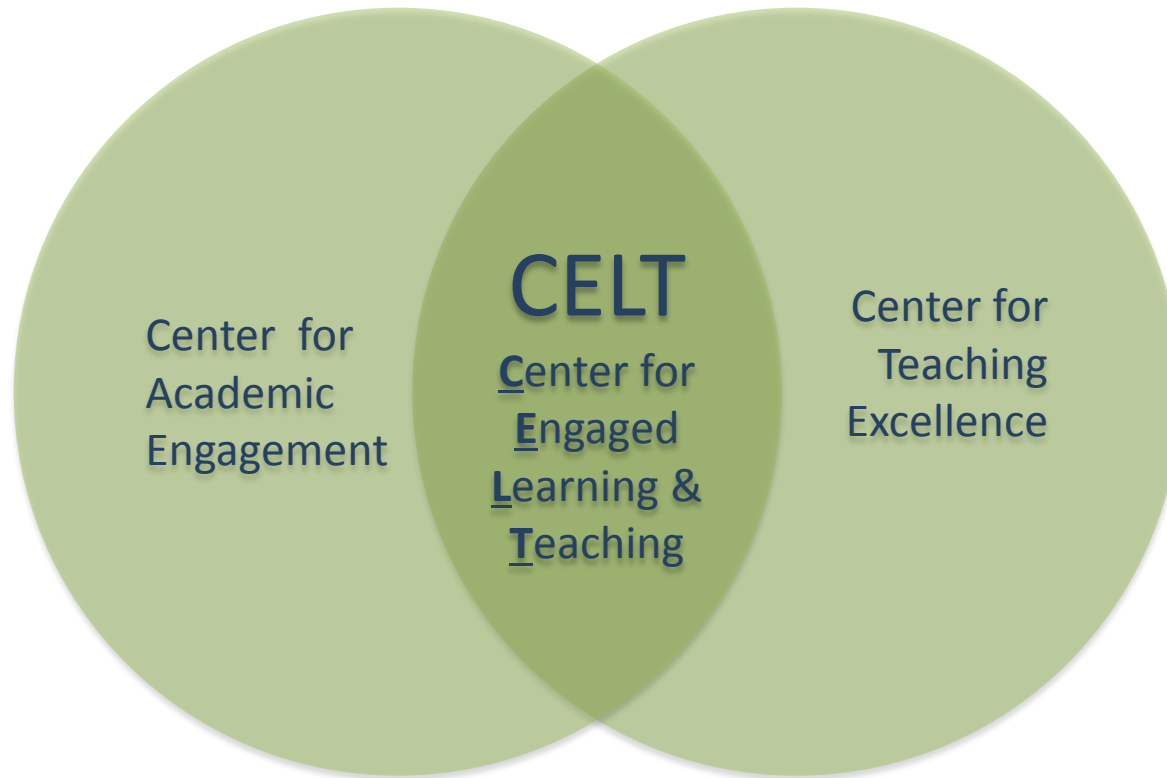 Center for
Academic
Engagement
CELT
Center for
Engaged
Learning &
Teaching
Center for
Teaching
Excellence